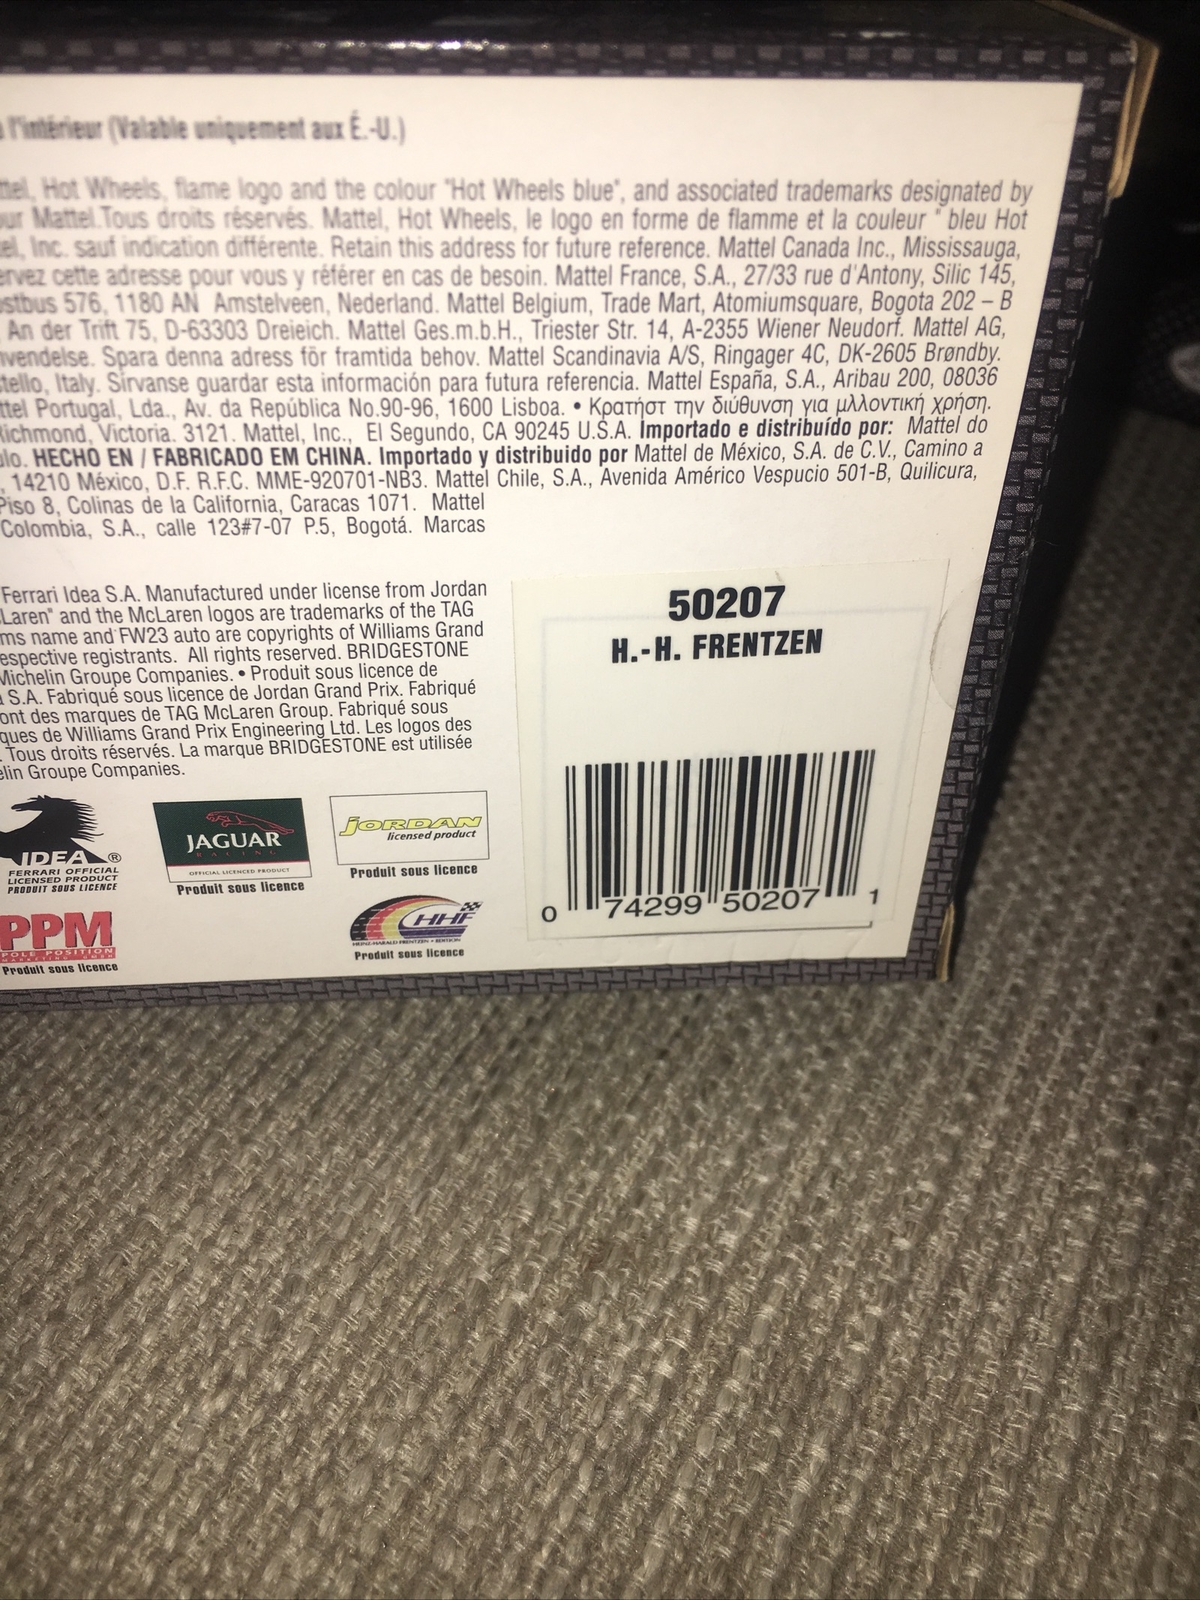 l'intérieur (Valable uniquement aux É.-U.)
ttel, Hot Wheels, flame logo and the colour "Hot Wheels blue", and associated trademarks designated by
ur Mattel.Tous droits réservés. Mattel, Hot Wheels, le logo en forme de flamme et la couleur " bleu Hot
el, Inc. sauf indication différente. Retain this address for future reference. Mattel Canada Inc., Mississauga,
ervez cette adresse pour vous y référer en cas de besoin. Mattel France, S.A., 27/33 rue d'Antony, Silic 145,
ostbus 576, 1180 AN Amstelveen, Nederland. Mattel Belgium, Trade Mart, Atomiumsquare, Bogota 202 – B
An der Trift 75, D-63303 Dreieich. Mattel Ges.m.b.H., Triester Str. 14, A-2355 Wiener Neudorf. Mattel AG,
nvendelse. Spara denna adress för framtida behov. Mattel Scandinavia A/S, Ringager 4C, DK-2605 Brøndby.
tello, Italy. Sírvanse guardar esta información para futura referencia. Mattel España, S.A., Aribau 200, 08036
ttel Portugal, Lda., Av. da República No.90-96, 1600 Lisboa. • Κρατήστ την διύθυνση για μλλοντική χρήση.
Richmond, Victoria. 3121. Mattel, Inc., El Segundo, CA 90245 U.S.A. Importado e distribuído por: Mattel do
ulo. HECHO EN / FABRICADO EM CHINA. Importado y distribuido por Mattel de México, S.A. de C.V., Camino a
, 14210 México, D.F. R.F.C. MME-920701-NB3. Mattel Chile, S.A., Avenida Américo Vespucio 501-B, Quilicura,
Piso 8, Colinas de la California, Caracas 1071. Mattel
Colombia, S.A., calle 123#7-07 P.5, Bogotá. Marcas
Ferrari Idea S.A. Manufactured under license from Jordan
cLaren" and the McLaren logos are trademarks of the TAG
ms name and FW23 auto are copyrights of Williams Grand
espective registrants. All rights reserved. BRIDGESTONE
Michelin Groupe Companies. • Produit sous licence de
S.A. Fabriqué sous licence de Jordan Grand Prix. Fabriqué
ont des marques de TAG McLaren Group. Fabriqué sous
ques de Williams Grand Prix Engineering Ltd. Les logos des
. Tous droits réservés. La marque BRIDGESTONE est utilisée
elin Groupe Companies.
50207
H.-H. FRENTZEN
0 74299 50207 1
IDEA ®
FERRARI OFFICIAL
LICENSED PRODUCT
PRODUIT SOUS LICENCE
JAGUAR
RACING
OFFICIAL LICENCED PRODUCT
Produit sous licence
JORDAN
licensed product
Produit sous licence
PPM
POLE POSITION
Produit sous licence
HHF
HEINZ-HARALD FRENTZEN • EDITION
Produit sous licence